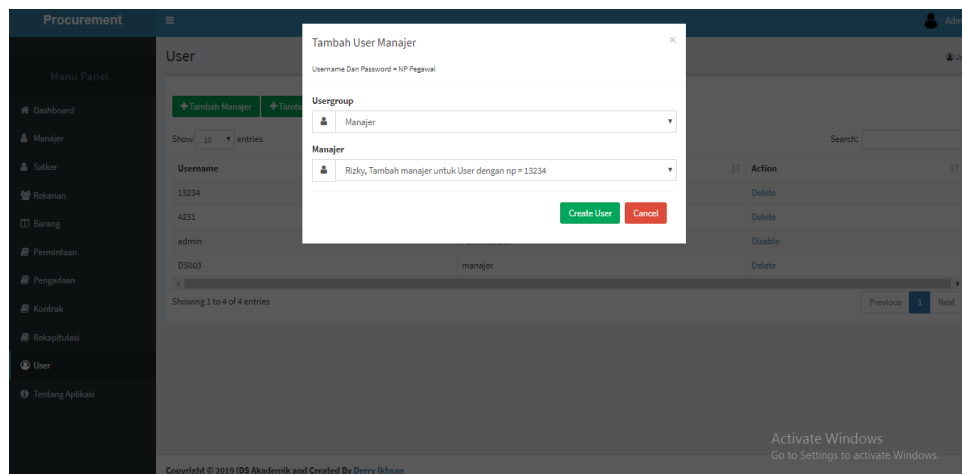 Procurement
Adm
Menu Panel
Dashboard
Manajer
Satker
Rekanan
Barang
Permintaan
Pengadaan
Kontrak
Rekapitulasi
User
Tentang Aplikasi
User
Tambah Manajer
Show 10 entries
Search:
Username
Action
13234
Delete
4231
Delete
admin
Disable
DS003
manajer
Delete
Showing 1 to 4 of 4 entries
Previous 1 Next
Tambah User Manajer
×
Username Dan Password = NP Pegawai
Usergroup
Manajer
Manajer
Rizky, Tambah manajer untuk User dengan np = 13234
Create User
Cancel
Activate Windows
Go to Settings to activate Windows.
Copyright © 2019 IDS Akademik and Created By Derry Ikhsan